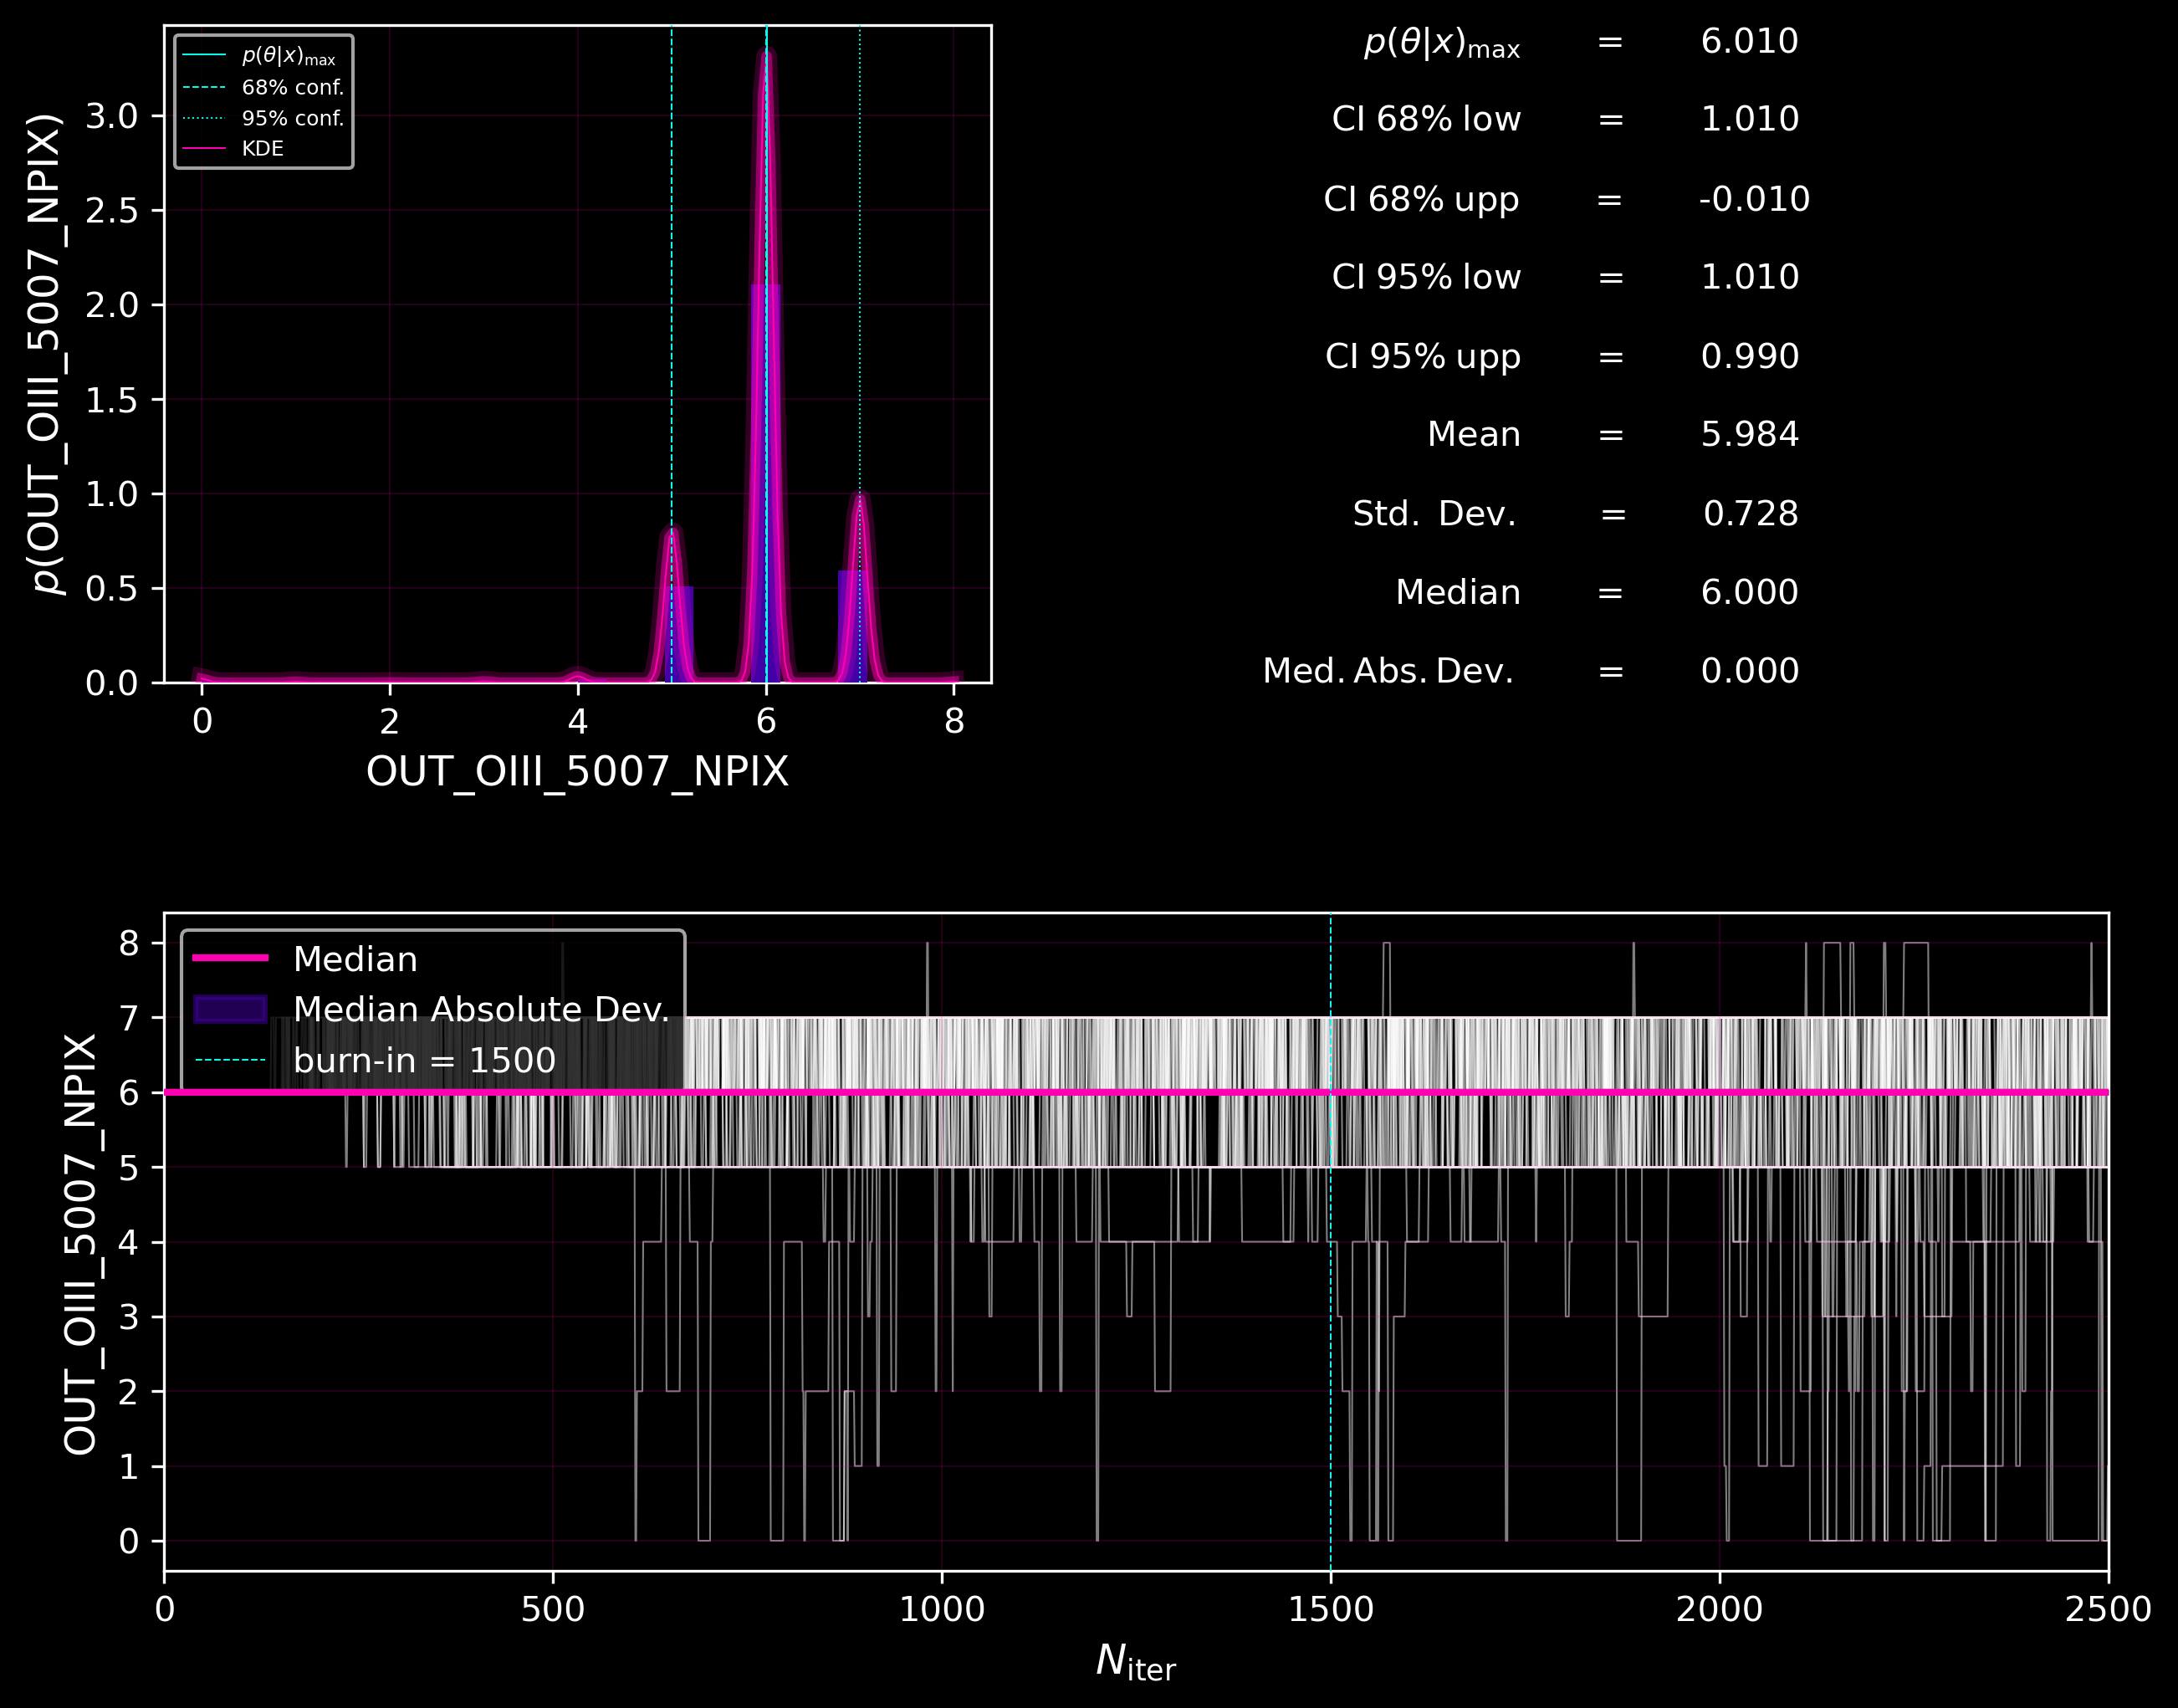 p(θ|x)max
68% conf.
95% conf.
KDE
p(OUT_OIII_5007_NPIX)
3.0
2.5
2.0
1.5
1.0
0.5
0.0
0 2 4 6 8
OUT_OIII_5007_NPIX
p(θ|x)max = 6.010
CI 68% low = 1.010
CI 68% upp = -0.010
CI 95% low = 1.010
CI 95% upp = 0.990
Mean = 5.984
Std. Dev. = 0.728
Median = 6.000
Med. Abs. Dev. = 0.000
Median
Median Absolute Dev.
burn-in = 1500
OUT_OIII_5007_NPIX
8
7
6
5
4
3
2
1
0
0 500 1000 1500 2000 2500
Niter